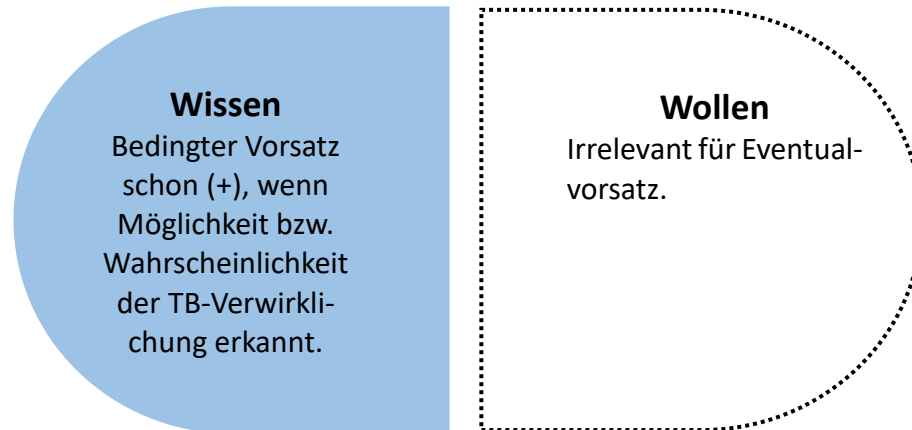 Wissen
Bedingter Vorsatz
schon (+), wenn
Möglichkeit bzw.
Wahrscheinlichkeit
der TB-Verwirkli-
chung erkannt.
Wollen
Irrelevant für Eventual-
vorsatz.